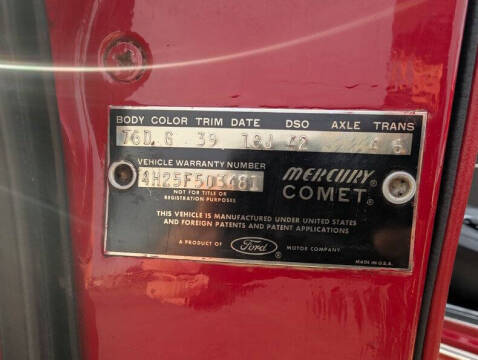 BODY COLOR TRIM DATE DSO AXLE TRANS
76D G 39 18J 42 4 6
VEHICLE WARRANTY NUMBER
4H25F503481
MERCURY
COMET
NOT FOR TITLE OR
REGISTRATION PURPOSES
THIS VEHICLE IS MANUFACTURED UNDER UNITED STATES
AND FOREIGN PATENTS AND PATENT APPLICATIONS
A PRODUCT OF Ford MOTOR COMPANY
MADE IN U.S.A.